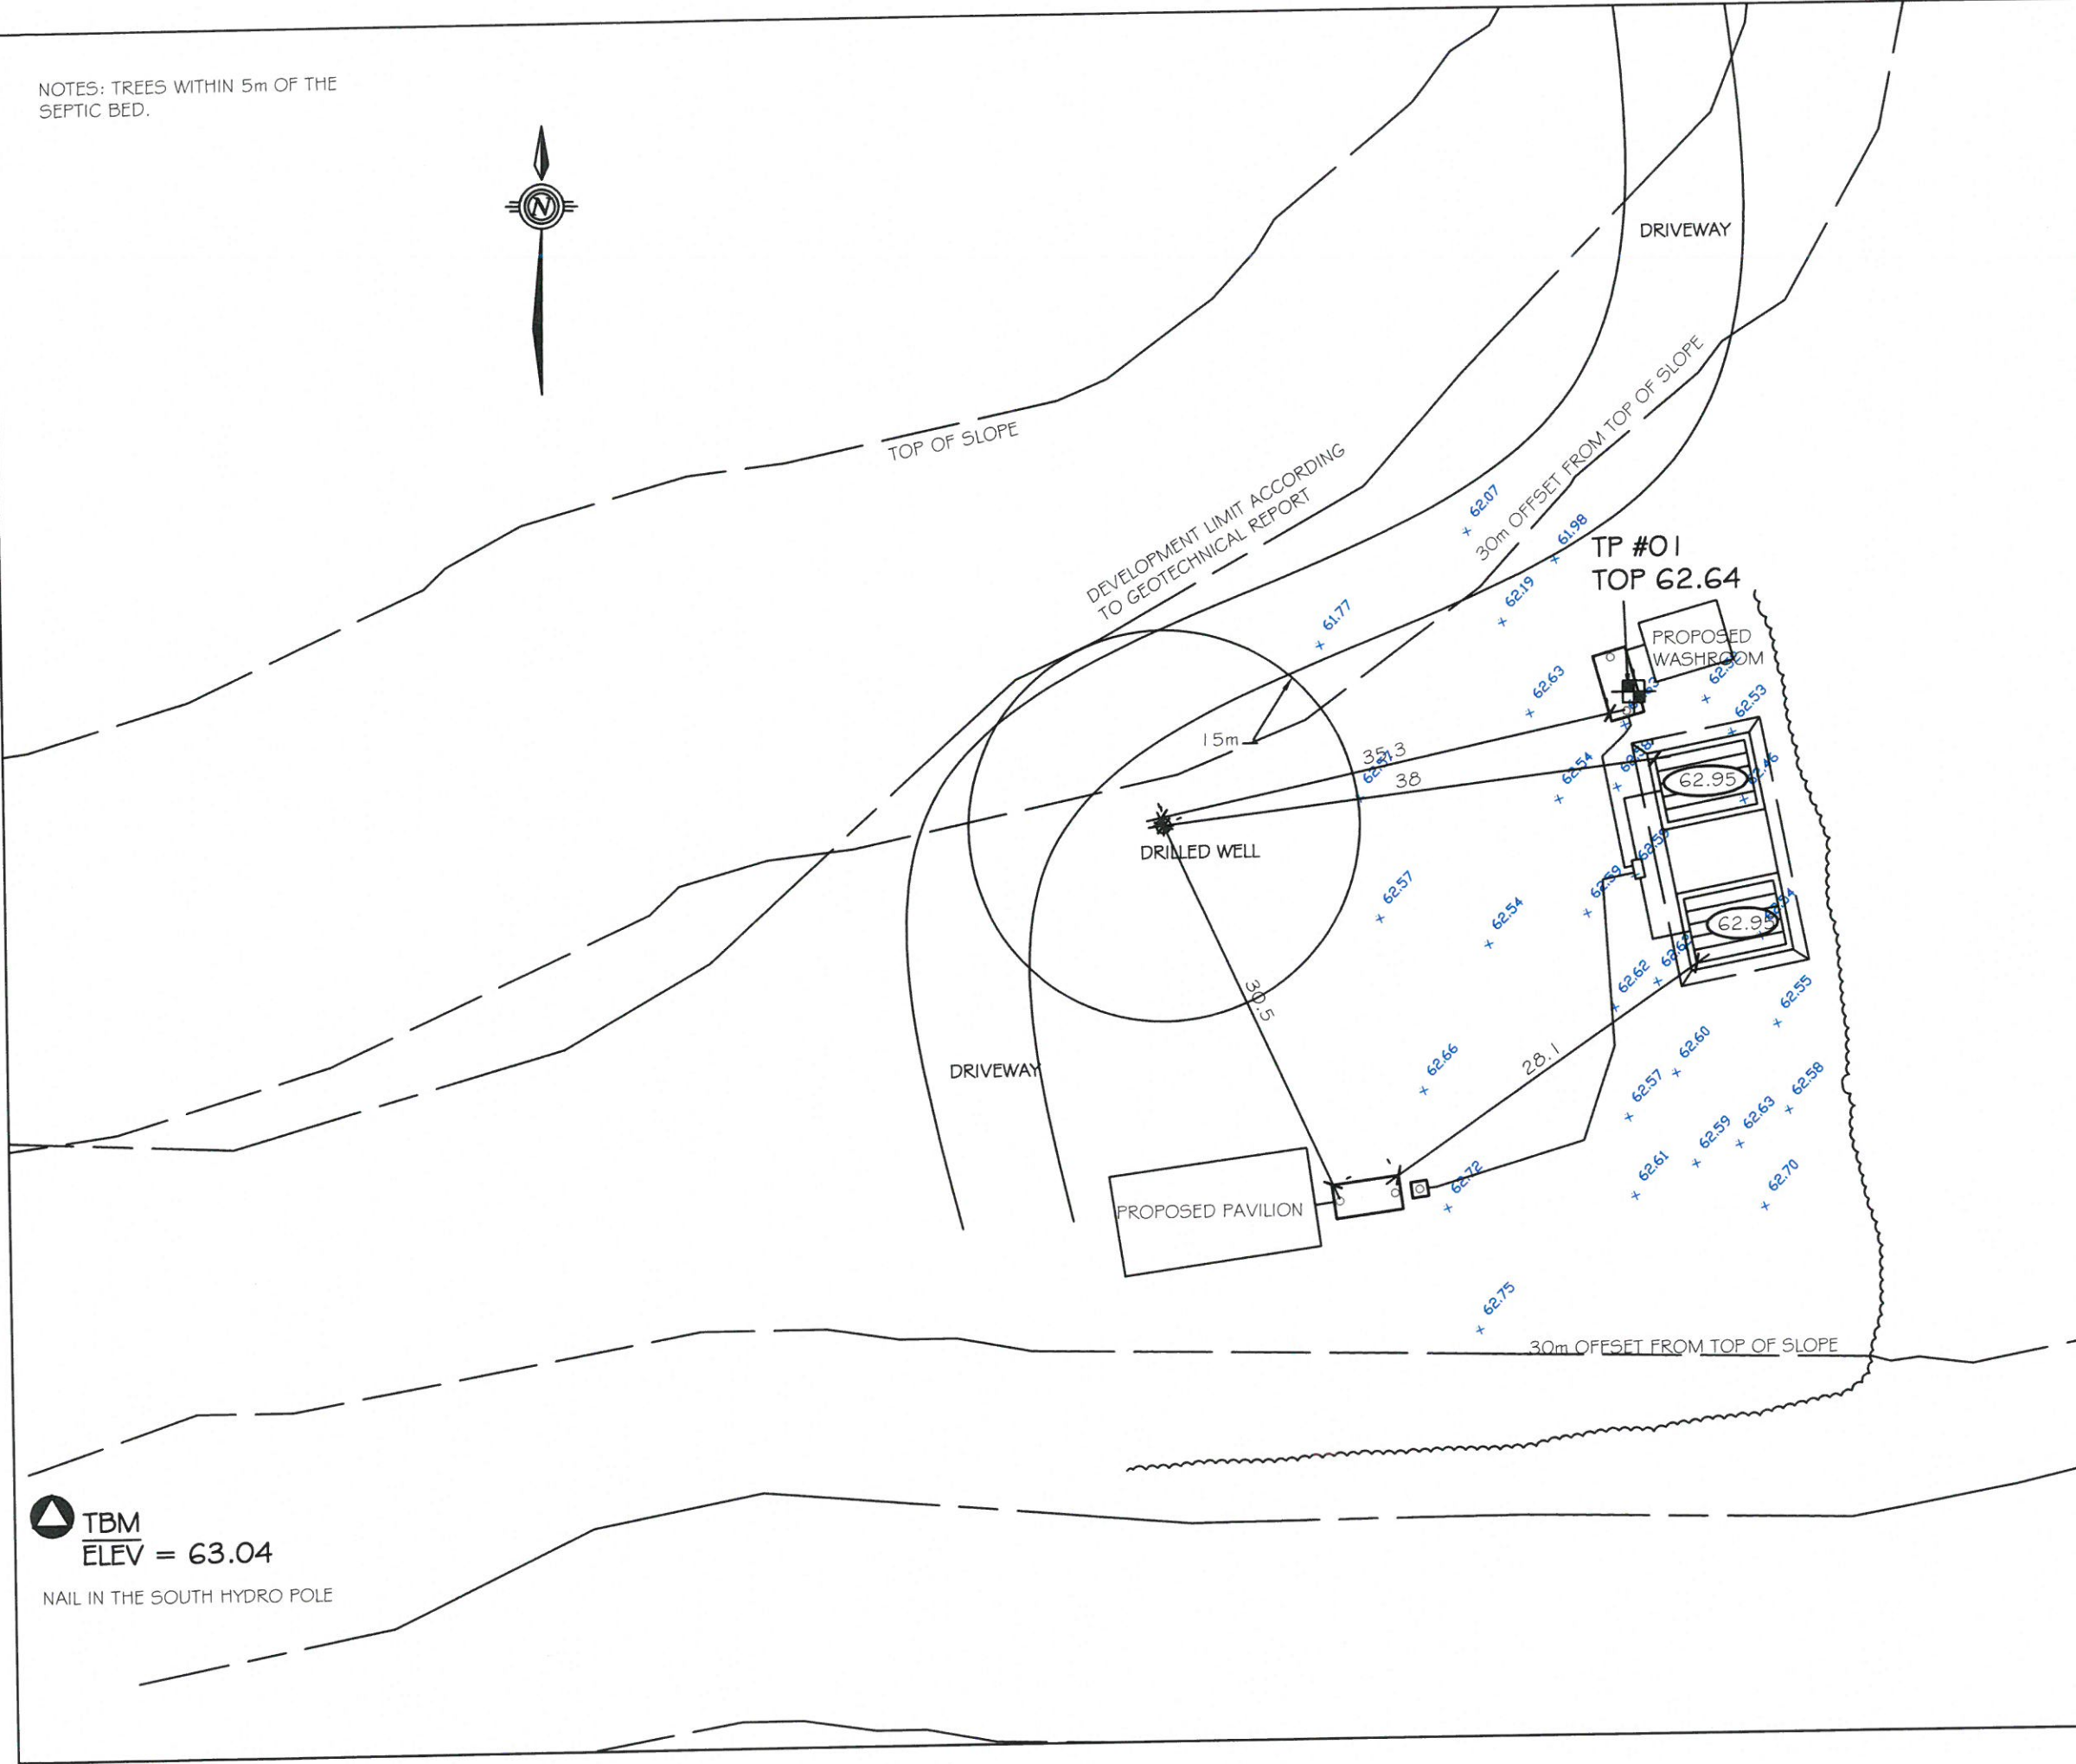 NOTES: TREES WITHIN 5m OF THE
SEPTIC BED.
N
DRIVEWAY
TOP OF SLOPE
DEVELOPMENT LIMIT ACCORDING
TO GEOTECHNICAL REPORT
30m OFFSET FROM TOP OF SLOPE
62.07
61.98
62.19
61.77
TP #01
TOP 62.64
PROPOSED
WASHROOM
62.63
62.53
15m
35.3
38
62.54
62.95
DRILLED WELL
62.59
62.57
62.59
62.54
62.95
62.62
62.55
30.5
28.1
62.60
62.66
62.57
62.58
62.63
62.59
62.61
62.70
62.72
DRIVEWAY
PROPOSED PAVILION
62.75
30m OFFSET FROM TOP OF SLOPE
TBM
ELEV = 63.04
NAIL IN THE SOUTH HYDRO POLE